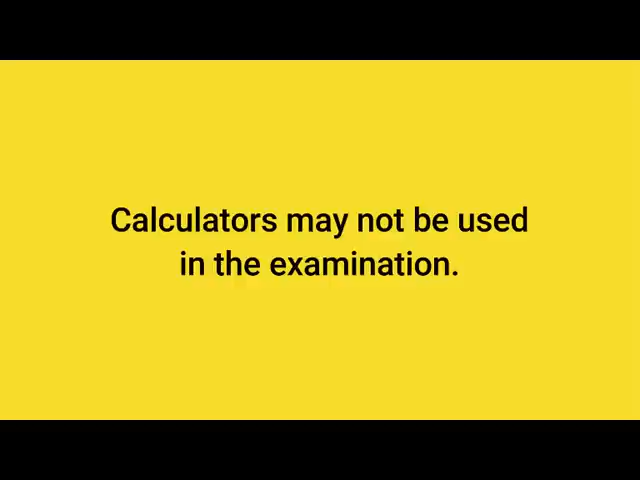 Calculators may not be used
in the examination.